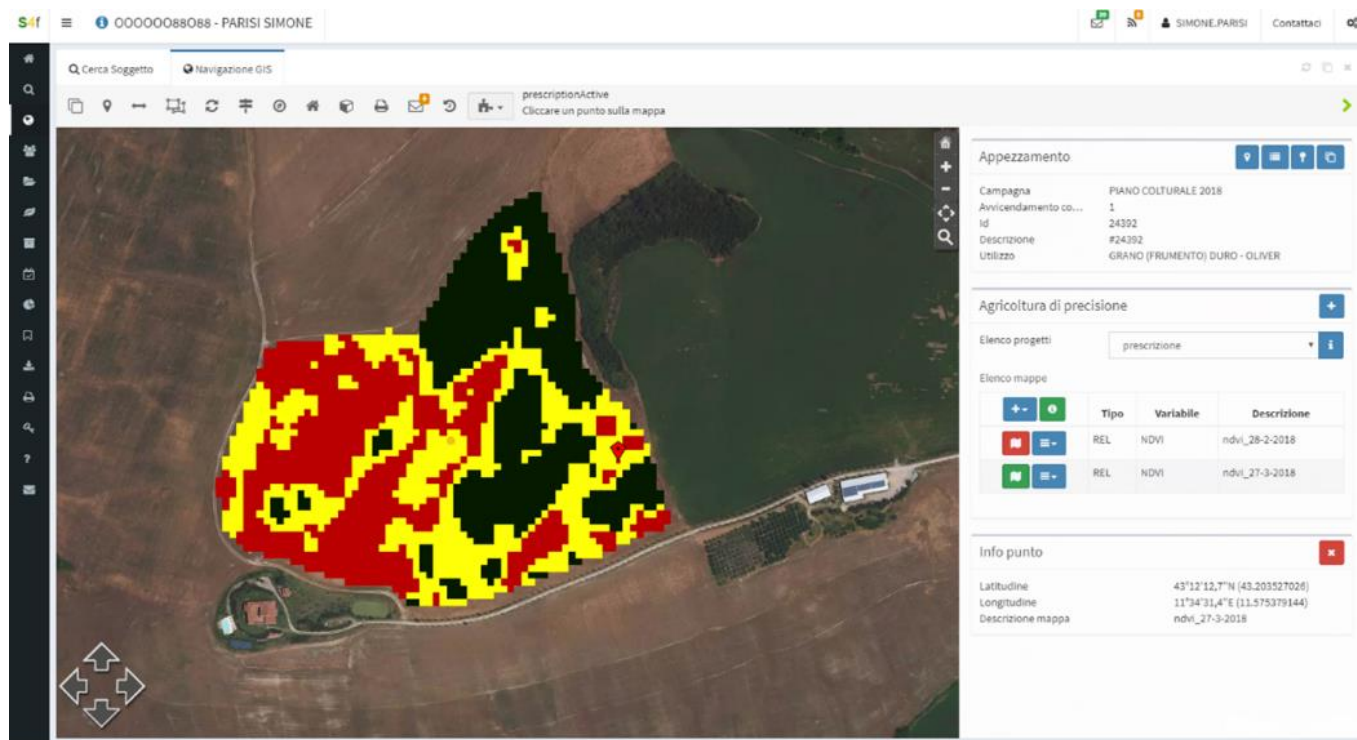 S4f
OOOOOO88O88 - PARISI SIMONE
SIMONE.PARISI
Contattaci
Cerca Soggetto
Navigazione GIS
prescriptionActive
Cliccare un punto sulla mappa
Appezzamento
Campagna PIANO COLTURALE 2018
Avvicendamento co... 1
Id 24392
Descrizione #24392
Utilizzo GRANO (FRUMENTO) DURO - OLIVER
Agricoltura di precisione
Elenco progetti prescrizione
Elenco mappe
Tipo Variabile Descrizione
REL NDVI ndvi_28-2-2018
REL NDVI ndvi_27-3-2018
Info punto
Latitudine 43°12'12,7"N (43.203527026)
Longitudine 11°34'31,4"E (11.575379144)
Descrizione mappa ndvi_27-3-2018